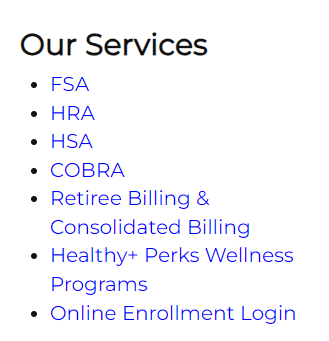 Our Services
• FSA
• HRA
• HSA
• COBRA
• Retiree Billing &
Consolidated Billing
• Healthy+ Perks Wellness
Programs
• Online Enrollment Login